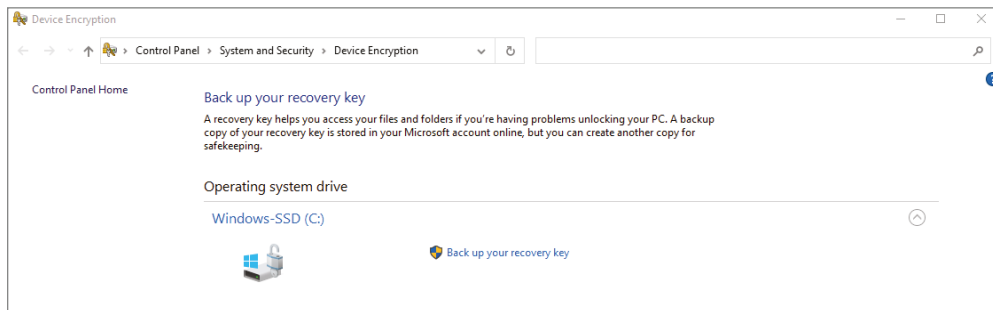 Device Encryption
Control Panel > System and Security > Device Encryption
Control Panel Home
Back up your recovery key
A recovery key helps you access your files and folders if you're having problems unlocking your PC. A backup
copy of your recovery key is stored in your Microsoft account online, but you can create another copy for
safekeeping.
Operating system drive
Windows-SSD (C:)
Back up your recovery key